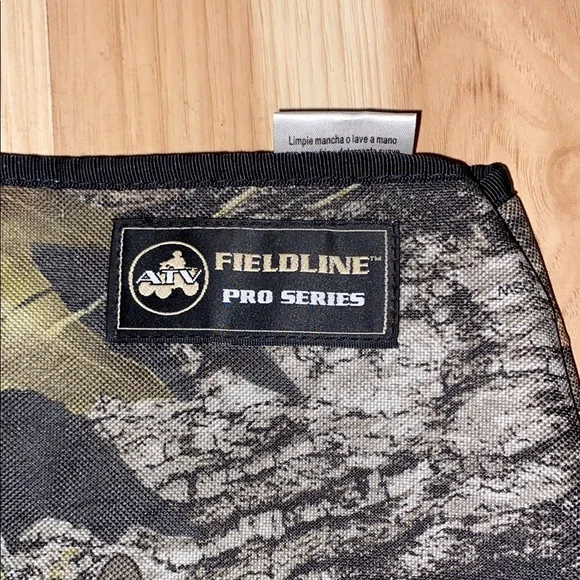 Limpie mancha o lave a mano
ATV
FIELDLINE™
PRO SERIES